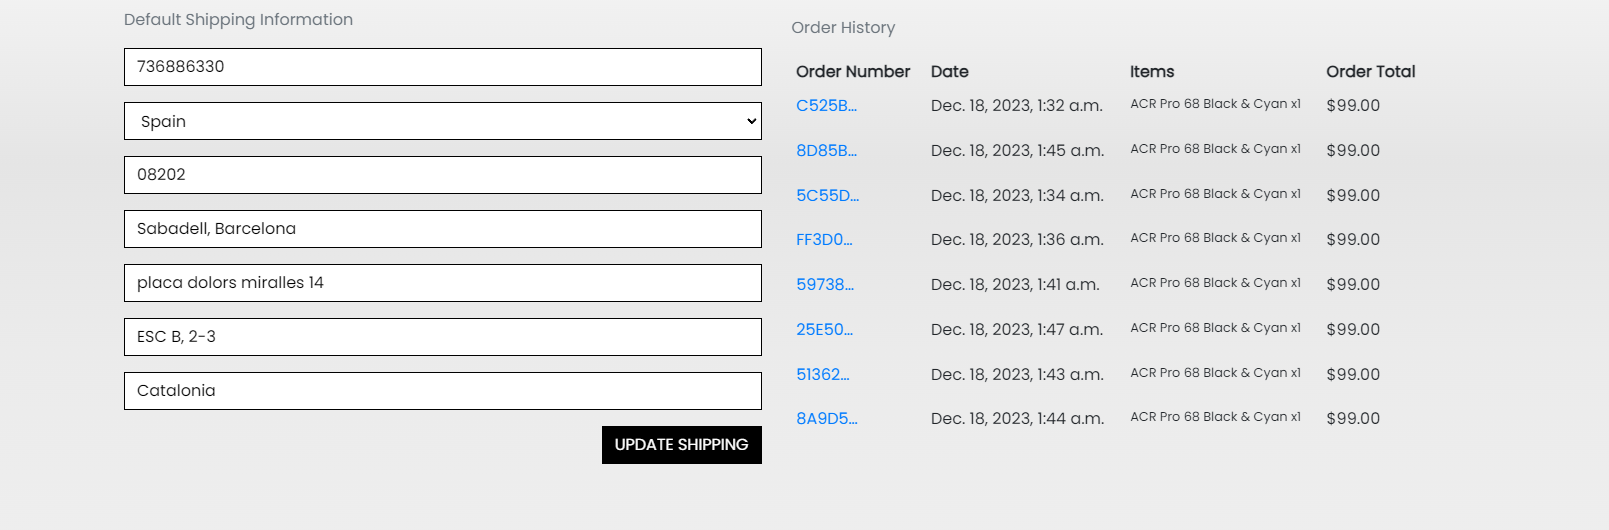 Default Shipping Information
736886330
Spain
08202
Sabadell, Barcelona
placa dolors miralles 14
ESC B, 2-3
Catalonia
UPDATE SHIPPING
Order History
Order Number Date Items Order Total
C525B... Dec. 18, 2023, 1:32 a.m. ACR Pro 68 Black & Cyan x1 $99.00
8D85B... Dec. 18, 2023, 1:45 a.m. ACR Pro 68 Black & Cyan x1 $99.00
5C55D... Dec. 18, 2023, 1:34 a.m. ACR Pro 68 Black & Cyan x1 $99.00
FF3D0... Dec. 18, 2023, 1:36 a.m. ACR Pro 68 Black & Cyan x1 $99.00
59738... Dec. 18, 2023, 1:41 a.m. ACR Pro 68 Black & Cyan x1 $99.00
25E50... Dec. 18, 2023, 1:47 a.m. ACR Pro 68 Black & Cyan x1 $99.00
51362... Dec. 18, 2023, 1:43 a.m. ACR Pro 68 Black & Cyan x1 $99.00
8A9D5... Dec. 18, 2023, 1:44 a.m. ACR Pro 68 Black & Cyan x1 $99.00